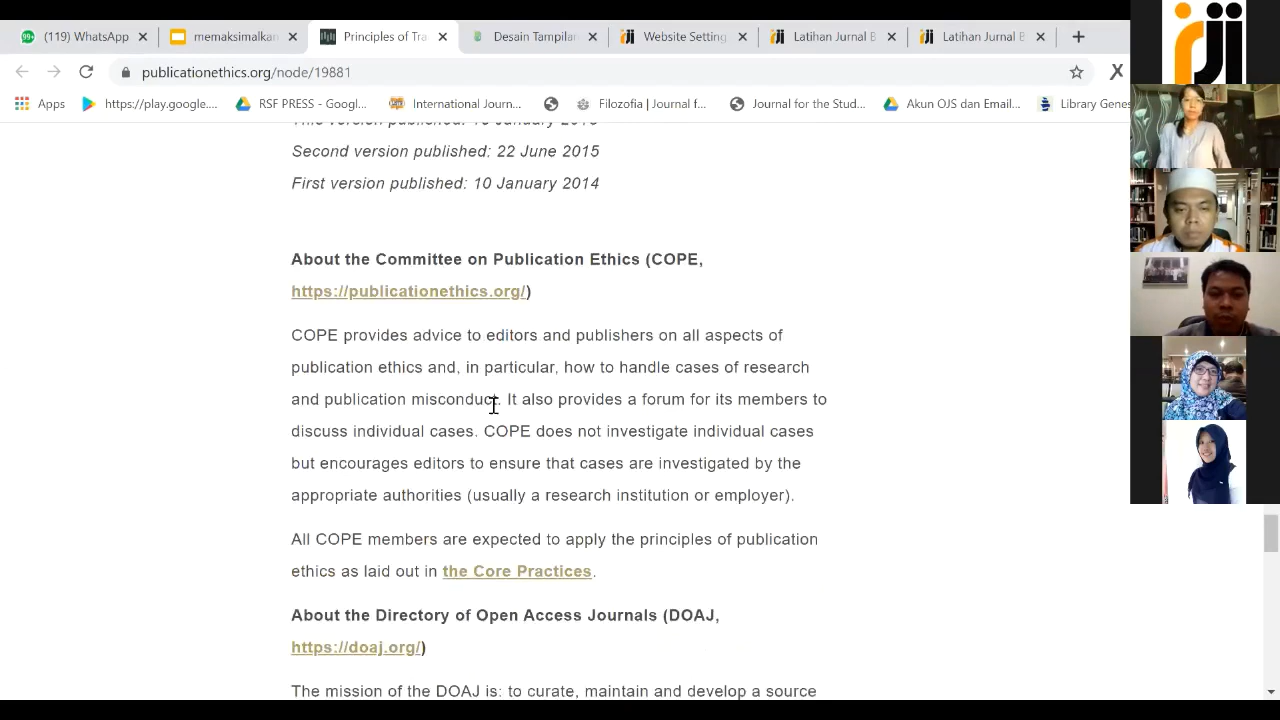 (119) WhatsApp
memaksimalkan
Principles of Tra
Desain Tampilan
Website Setting
Latihan Jurnal B
Latihan Jurnal B
publicationethics.org/node/19881
Apps
https://play.google....
RSF PRESS - Googl...
International Journ...
Filozofia | Journal f...
Journal for the Stud...
Akun OJS dan Email...
Library Genes
Second version published: 22 June 2015
First version published: 10 January 2014
About the Committee on Publication Ethics (COPE,
https://publicationethics.org/)
COPE provides advice to editors and publishers on all aspects of
publication ethics and, in particular, how to handle cases of research
and publication misconduct. It also provides a forum for its members to
discuss individual cases. COPE does not investigate individual cases
but encourages editors to ensure that cases are investigated by the
appropriate authorities (usually a research institution or employer).
All COPE members are expected to apply the principles of publication
ethics as laid out in the Core Practices.
About the Directory of Open Access Journals (DOAJ,
https://doaj.org/)
The mission of the DOAJ is: to curate, maintain and develop a source